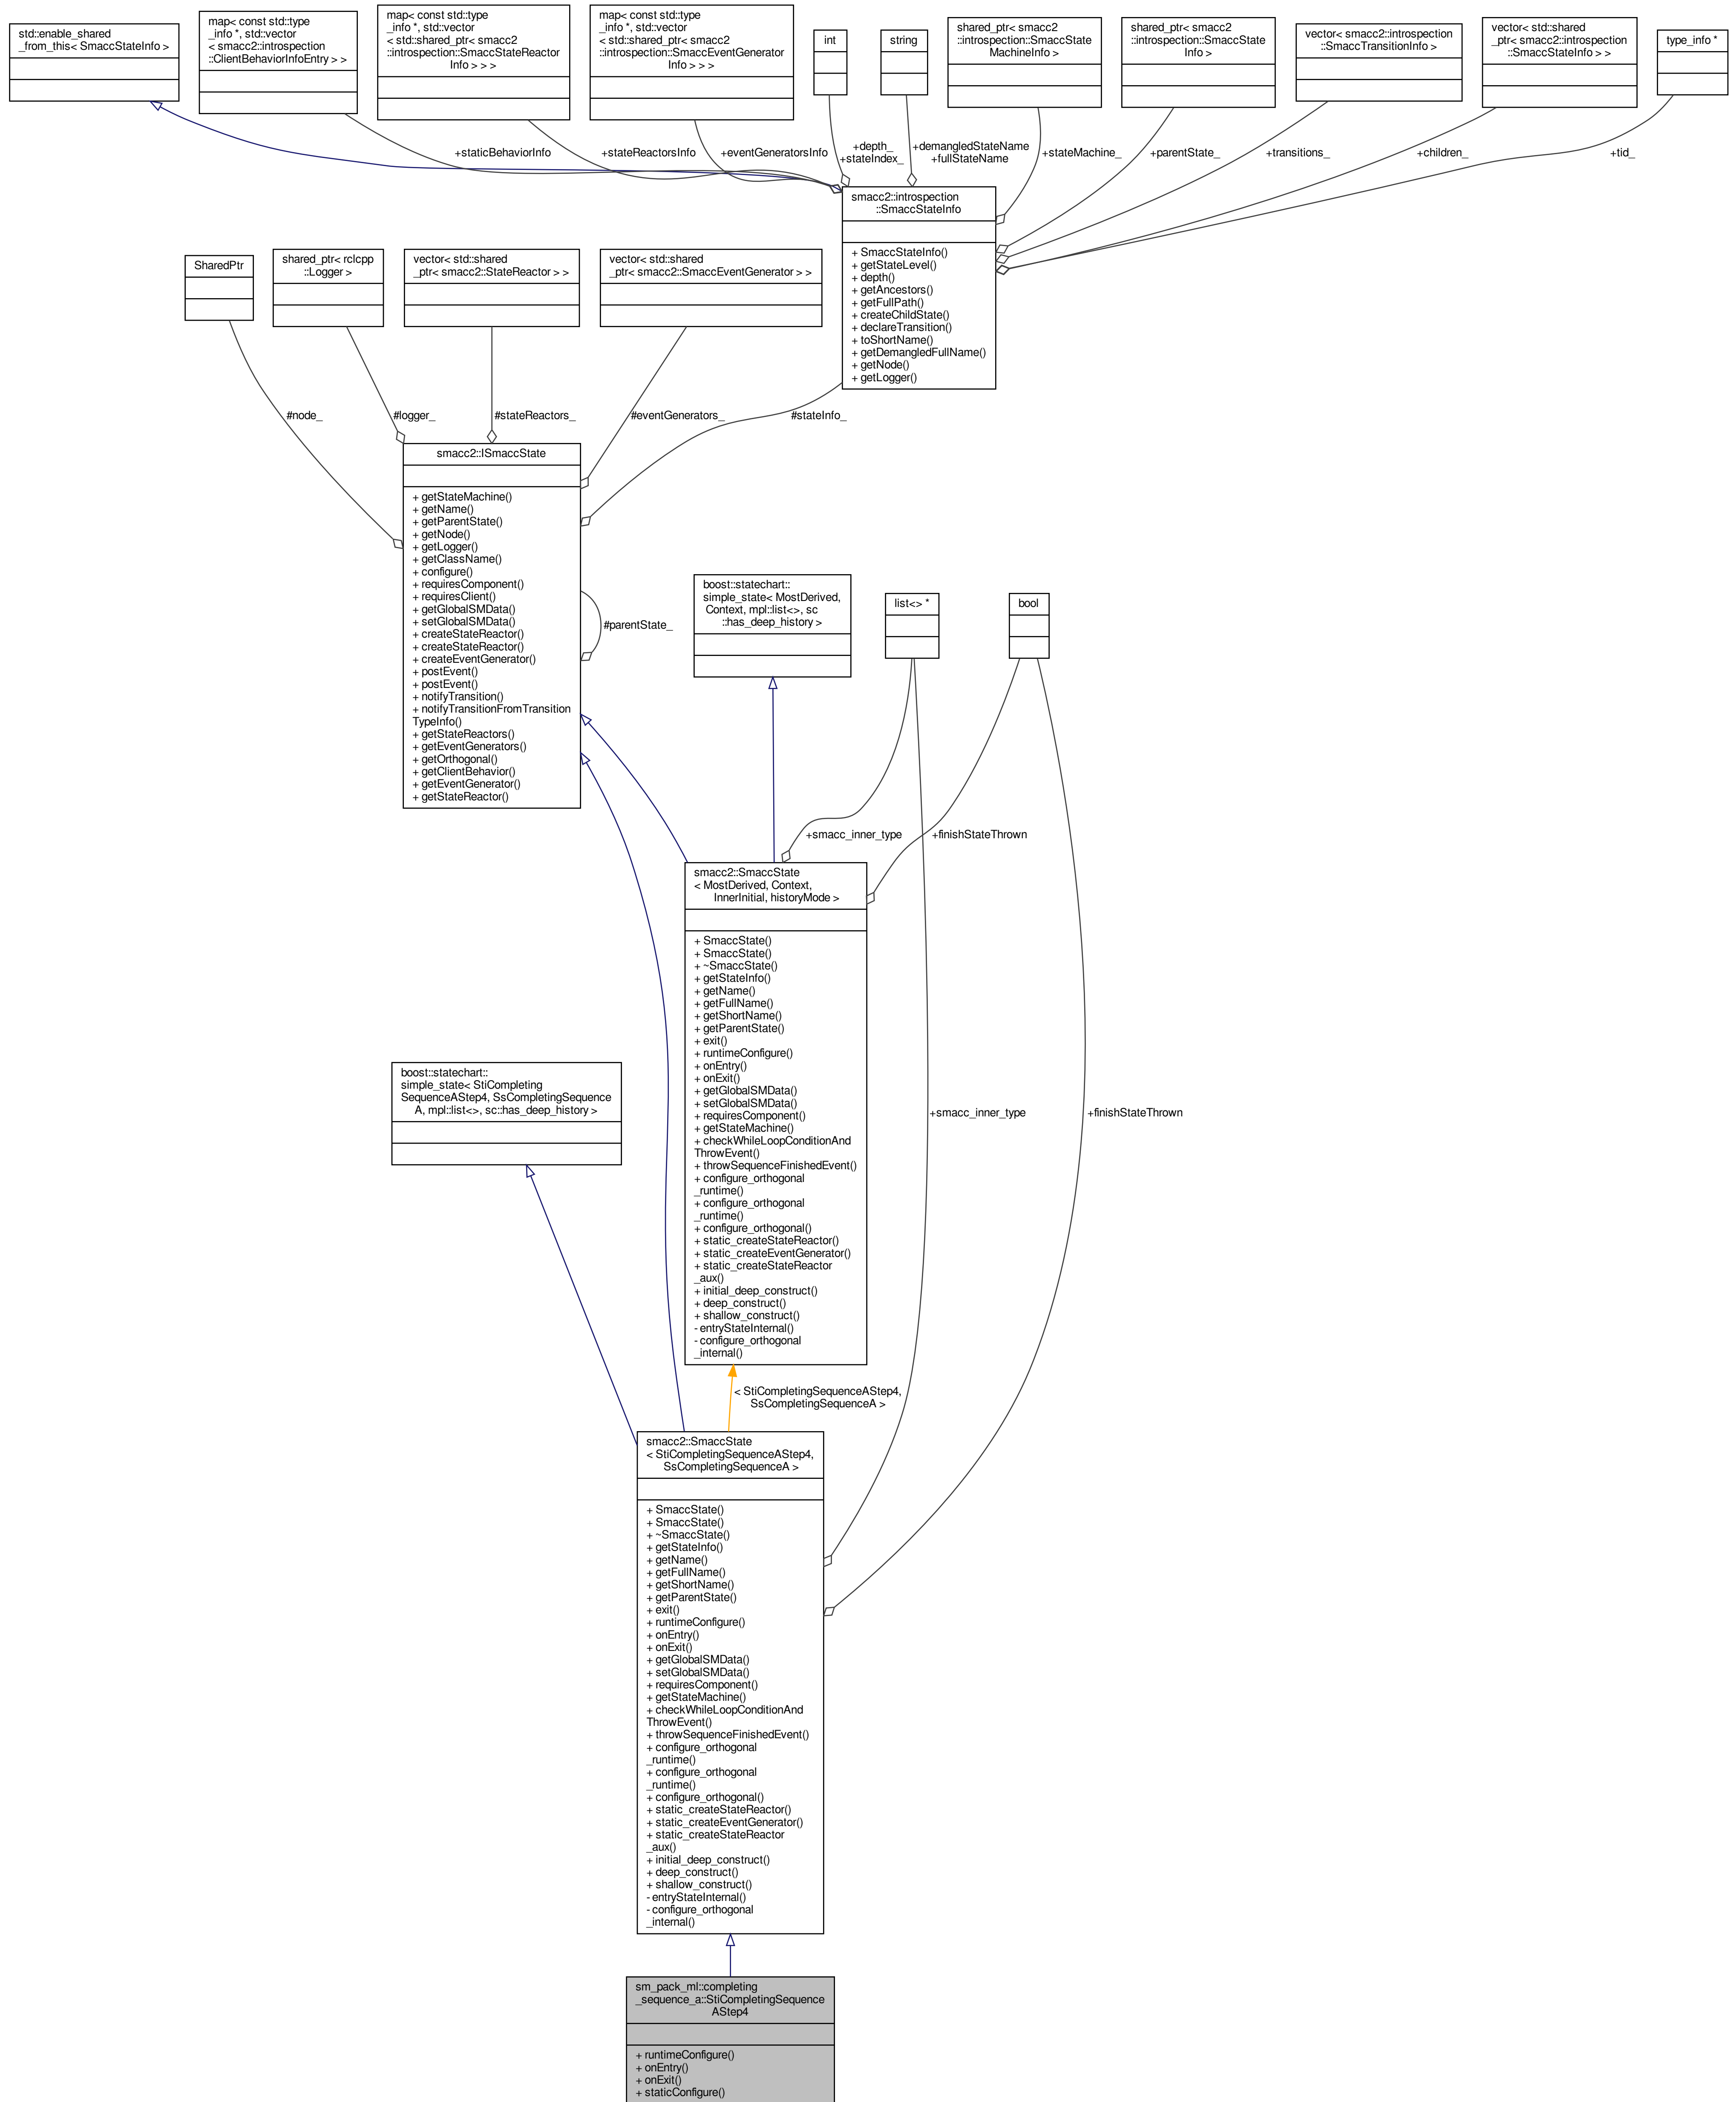 std::enable_shared
_from_this< SmaccStateInfo >
map< const std::type
_info *, std::vector
< smacc2::introspection
::ClientBehaviorInfoEntry > >
map< const std::type
_info *, std::vector
< std::shared_ptr< smacc2
::introspection::SmaccStateReactor
Info > > >
map< const std::type
_info *, std::vector
< std::shared_ptr< smacc2
::introspection::SmaccEventGenerator
Info > > >
int
string
shared_ptr< smacc2
::introspection::SmaccState
MachineInfo >
shared_ptr< smacc2
::introspection::SmaccState
Info >
vector< smacc2::introspection
::SmaccTransitionInfo >
vector< std::shared
_ptr< smacc2::introspection
::SmaccStateInfo > >
type_info *
+staticBehaviorInfo
+stateReactorsInfo
+eventGeneratorsInfo
+depth_
+stateIndex_
+demangledStateName
+fullStateName
+stateMachine_
+parentState_
+transitions_
+children_
+tid_
smacc2::introspection
::SmaccStateInfo
+ SmaccStateInfo()
+ getStateLevel()
+ depth()
+ getAncestors()
+ getFullPath()
+ createChildState()
+ declareTransition()
+ toShortName()
+ getDemangledFullName()
+ getNode()
+ getLogger()
SharedPtr
shared_ptr< rclcpp
::Logger >
vector< std::shared
_ptr< smacc2::StateReactor > >
vector< std::shared
_ptr< smacc2::SmaccEventGenerator > >
#node_
#logger_
#stateReactors_
#eventGenerators_
#stateInfo_
smacc2::ISmaccState
+ getStateMachine()
+ getName()
+ getParentState()
+ getNode()
+ getLogger()
+ getClassName()
+ configure()
+ requiresComponent()
+ requiresClient()
+ getGlobalSMData()
+ setGlobalSMData()
+ createStateReactor()
+ createStateReactor()
+ createEventGenerator()
+ postEvent()
+ postEvent()
+ notifyTransition()
+ notifyTransitionFromTransition
TypeInfo()
+ getStateReactors()
+ getEventGenerators()
+ getOrthogonal()
+ getClientBehavior()
+ getEventGenerator()
+ getStateReactor()
#parentState_
boost::statechart::
simple_state< MostDerived,
Context, mpl::list<>, sc
::has_deep_history >
list<> *
bool
+smacc_inner_type
+finishStateThrown
smacc2::SmaccState
< MostDerived, Context,
InnerInitial, historyMode >
+ SmaccState()
+ SmaccState()
+ ~SmaccState()
+ getStateInfo()
+ getName()
+ getFullName()
+ getShortName()
+ getParentState()
+ exit()
+ runtimeConfigure()
+ onEntry()
+ onExit()
+ getGlobalSMData()
+ setGlobalSMData()
+ requiresComponent()
+ getStateMachine()
+ checkWhileLoopConditionAnd
ThrowEvent()
+ throwSequenceFinishedEvent()
+ configure_orthogonal
_runtime()
+ configure_orthogonal
_runtime()
+ configure_orthogonal()
+ static_createStateReactor()
+ static_createEventGenerator()
+ static_createStateReactor
_aux()
+ initial_deep_construct()
+ deep_construct()
+ shallow_construct()
- entryStateInternal()
- configure_orthogonal
_internal()
+smacc_inner_type
+finishStateThrown
boost::statechart::
simple_state< StiCompleting
SequenceAStep4, SsCompletingSequence
A, mpl::list<>, sc::has_deep_history >
< StiCompletingSequenceAStep4,
SsCompletingSequenceA >
smacc2::SmaccState
< StiCompletingSequenceAStep4,
SsCompletingSequenceA >
+ SmaccState()
+ SmaccState()
+ ~SmaccState()
+ getStateInfo()
+ getName()
+ getFullName()
+ getShortName()
+ getParentState()
+ exit()
+ runtimeConfigure()
+ onEntry()
+ onExit()
+ getGlobalSMData()
+ setGlobalSMData()
+ requiresComponent()
+ getStateMachine()
+ checkWhileLoopConditionAnd
ThrowEvent()
+ throwSequenceFinishedEvent()
+ configure_orthogonal
_runtime()
+ configure_orthogonal
_runtime()
+ configure_orthogonal()
+ static_createStateReactor()
+ static_createEventGenerator()
+ static_createStateReactor
_aux()
+ initial_deep_construct()
+ deep_construct()
+ shallow_construct()
- entryStateInternal()
- configure_orthogonal
_internal()
sm_pack_ml::completing
_sequence_a::StiCompletingSequence
AStep4
+ runtimeConfigure()
+ onEntry()
+ onExit()
+ staticConfigure()